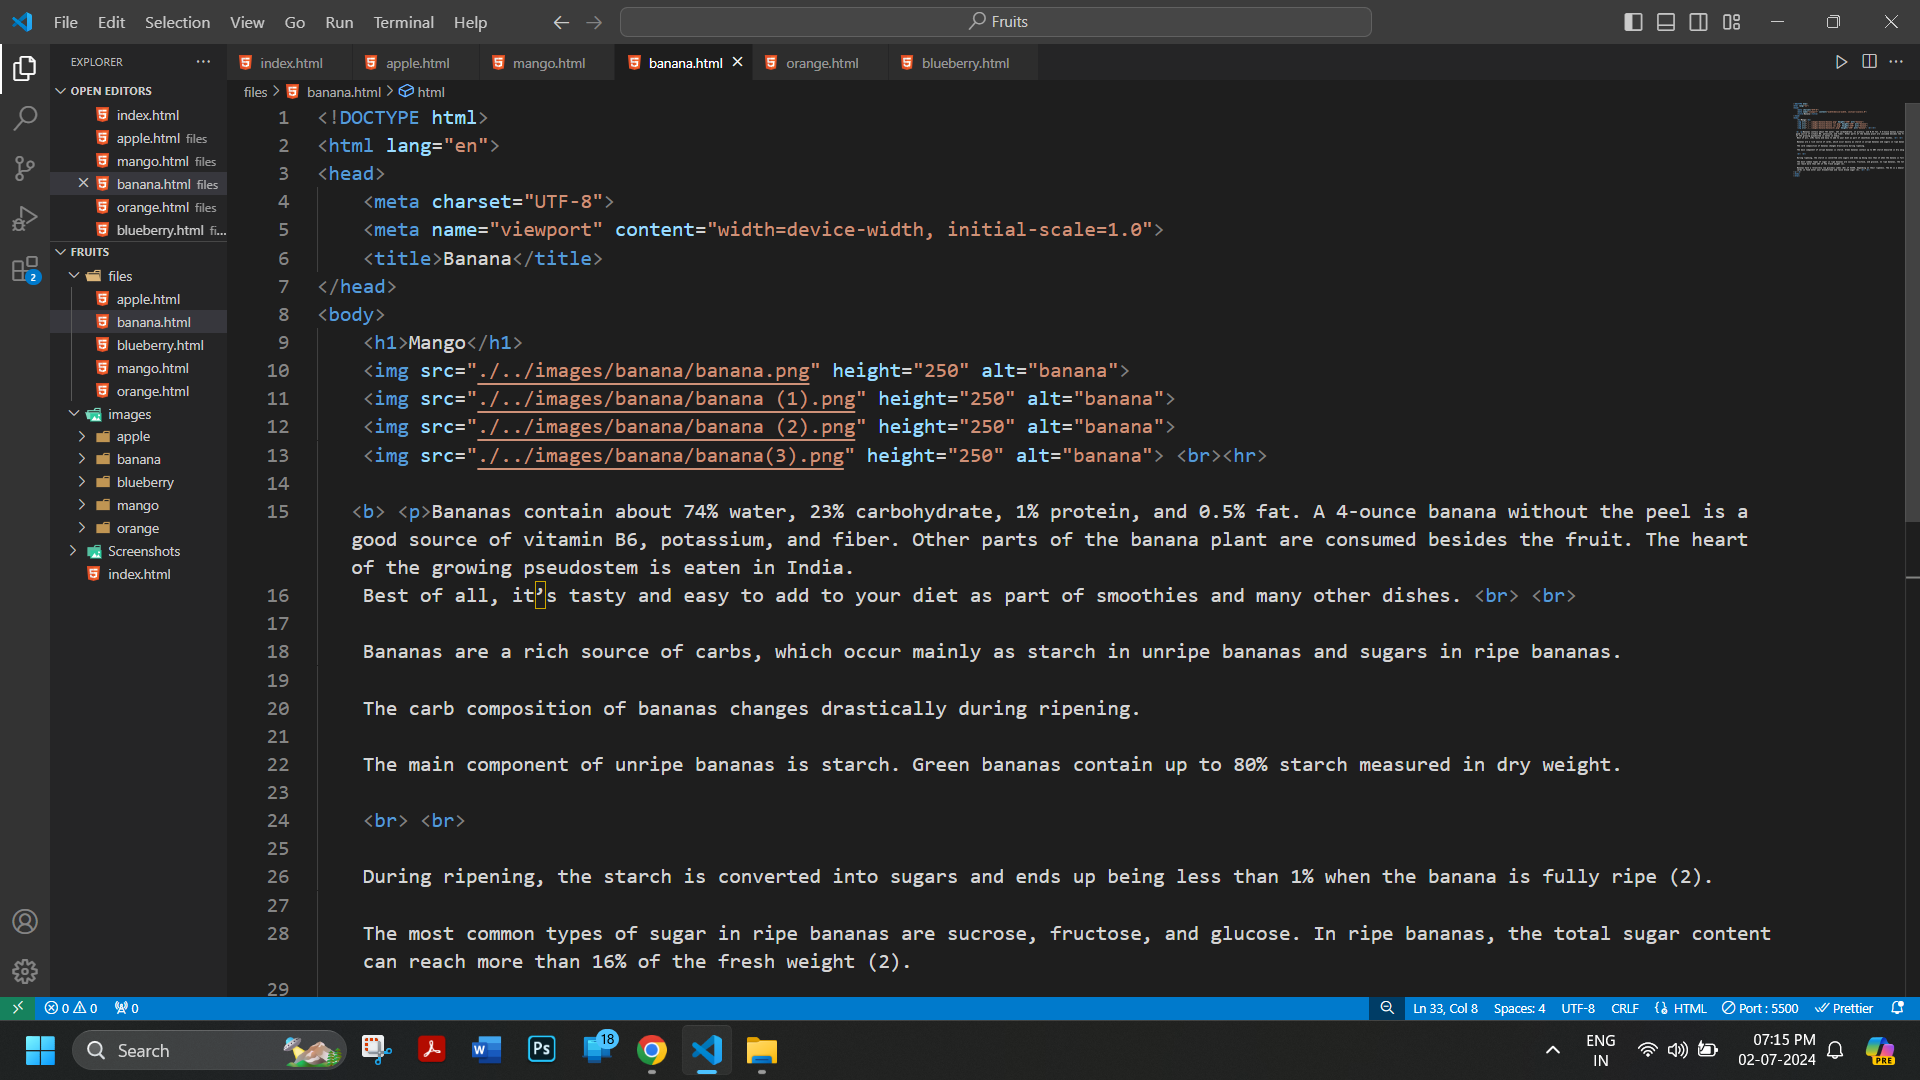 File Edit Selection View Go Run Terminal Help
Fruits
EXPLORER
OPEN EDITORS
index.html
apple.html files
mango.html files
banana.html files
orange.html files
blueberry.html fi...
FRUITS
files
apple.html
banana.html
blueberry.html
mango.html
orange.html
images
apple
banana
blueberry
mango
orange
Screenshots
index.html
2
index.html apple.html mango.html banana.html orange.html blueberry.html
files > banana.html > html
1 <!DOCTYPE html>
2 <html lang="en">
3 <head>
4 <meta charset="UTF-8">
5 <meta name="viewport" content="width=device-width, initial-scale=1.0">
6 <title>Banana</title>
7 </head>
8 <body>
9 <h1>Mango</h1>
10 <img src="./../images/banana/banana.png" height="250" alt="banana">
11 <img src="./../images/banana/banana (1).png" height="250" alt="banana">
12 <img src="./../images/banana/banana (2).png" height="250" alt="banana">
13 <img src="./../images/banana/banana(3).png" height="250" alt="banana"> <br><hr>
14
15 <b> <p>Bananas contain about 74% water, 23% carbohydrate, 1% protein, and 0.5% fat. A 4-ounce banana without the peel is a
good source of vitamin B6, potassium, and fiber. Other parts of the banana plant are consumed besides the fruit. The heart
of the growing pseudostem is eaten in India.
16 Best of all, it’s tasty and easy to add to your diet as part of smoothies and many other dishes. <br> <br>
17
18 Bananas are a rich source of carbs, which occur mainly as starch in unripe bananas and sugars in ripe bananas.
19
20 The carb composition of bananas changes drastically during ripening.
21
22 The main component of unripe bananas is starch. Green bananas contain up to 80% starch measured in dry weight.
23
24 <br> <br>
25
26 During ripening, the starch is converted into sugars and ends up being less than 1% when the banana is fully ripe (2).
27
28 The most common types of sugar in ripe bananas are sucrose, fructose, and glucose. In ripe bananas, the total sugar content
can reach more than 16% of the fresh weight (2).
29
0 0 0 Ln 33, Col 8 Spaces: 4 UTF-8 CRLF HTML Port : 5500 Prettier
Search 18 ENG IN 07:15 PM 02-07-2024 PRE